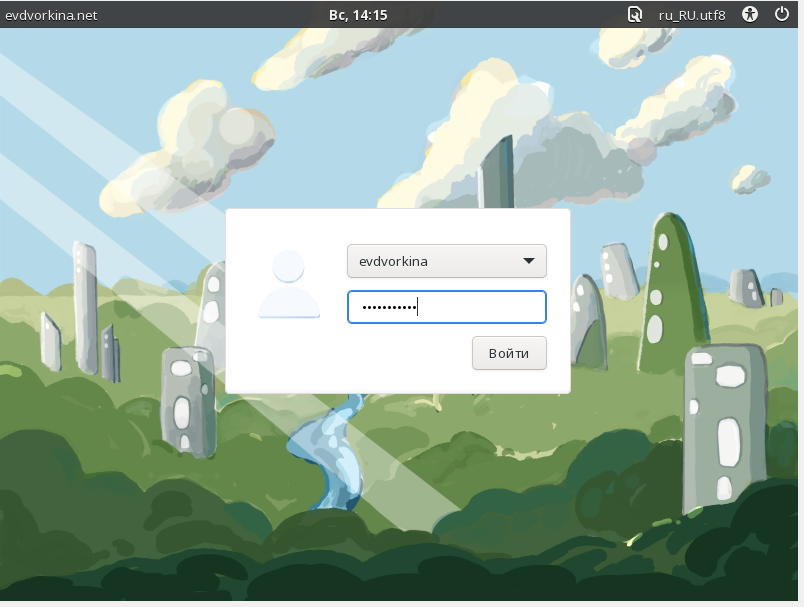 evdvorkina.net
Вс, 14:15
ru_RU.utf8
evdvorkina
•••••••••••
Войти